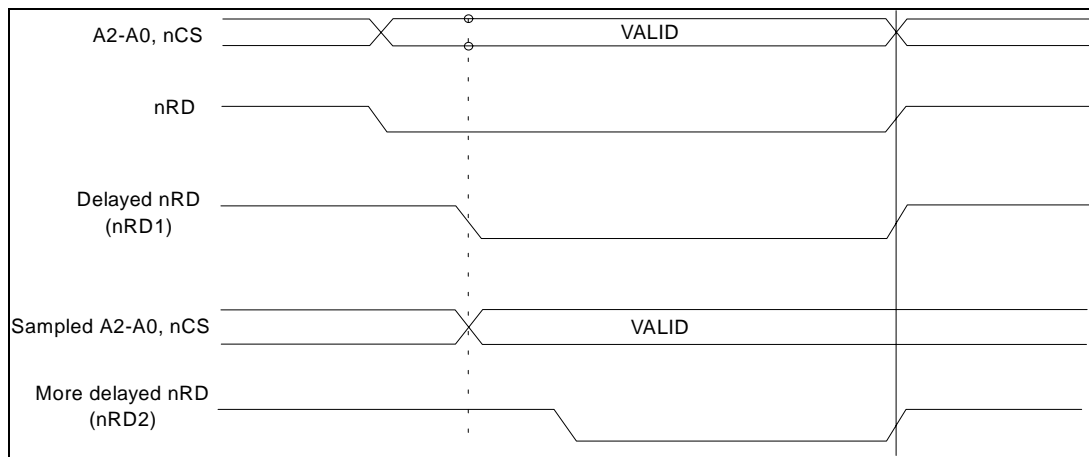 A2-A0, nCS
VALID
nRD
Delayed nRD
(nRD1)
Sampled A2-A0, nCS
VALID
More delayed nRD
(nRD2)